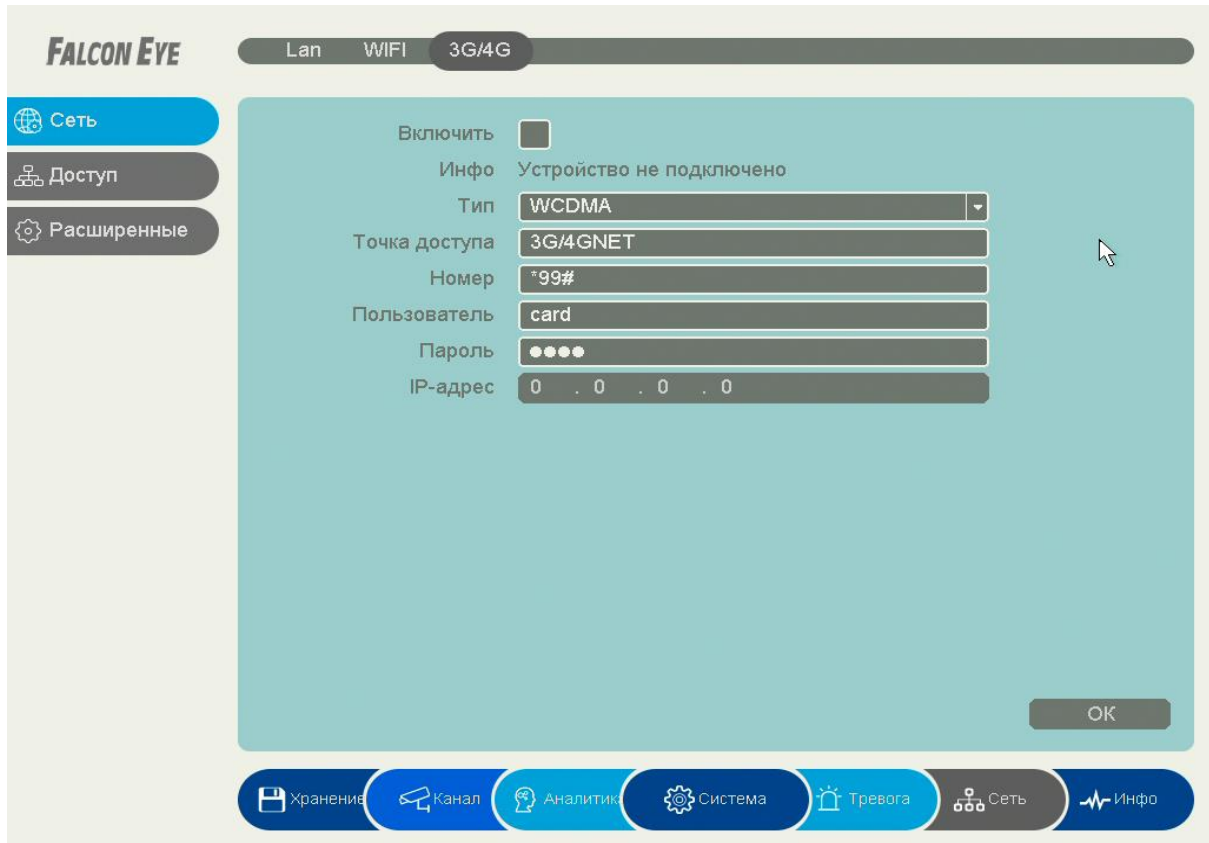 FALCON EYE
Lan WIFI 3G/4G
Сеть
Доступ
Расширенные
Включить
Инфо Устройство не подключено
Тип WCDMA
Точка доступа 3G/4GNET
Номер *99#
Пользователь card
Пароль ●●●●
IP-адрес 0 . 0 . 0 . 0
OK
Хранение Канал Аналитик Система Тревога Сеть Инфо